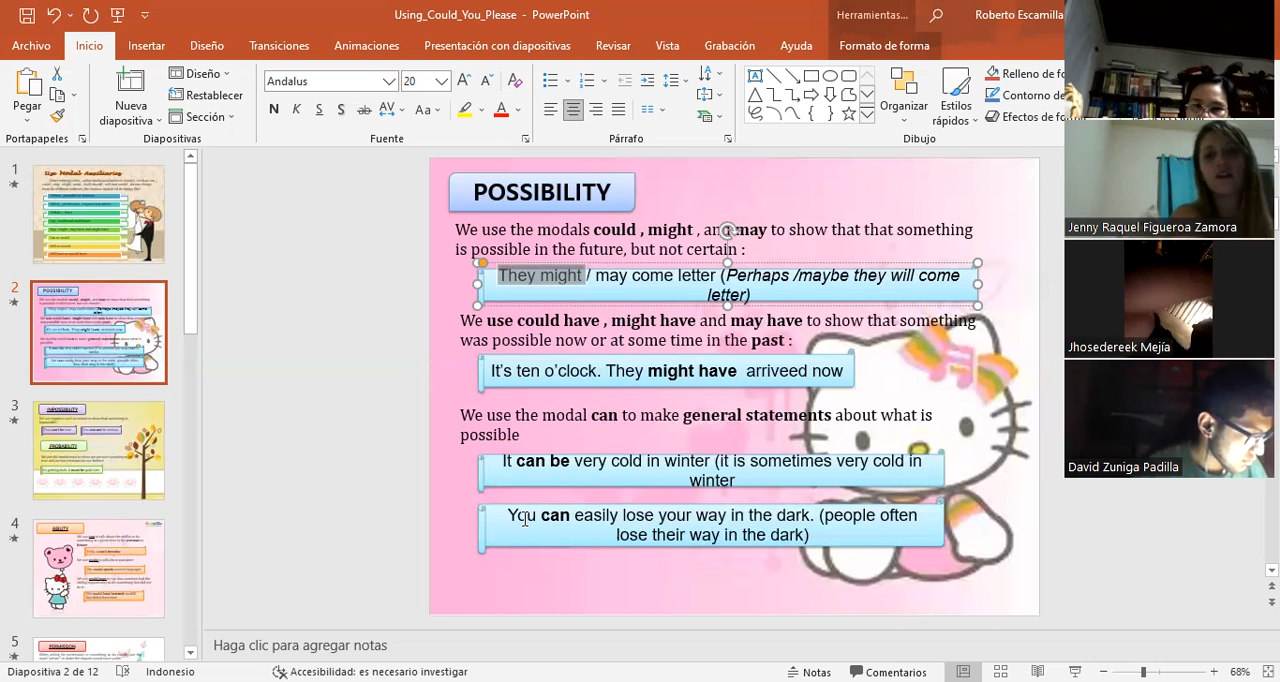 Using_Could_You_Please - PowerPoint
Herramientas...
Roberto Escamilla
Archivo
Inicio
Insertar
Diseño
Transiciones
Animaciones
Presentación con diapositivas
Revisar
Vista
Grabación
Ayuda
Formato de forma
Pegar
Nueva
diapositiva
Diseño
Restablecer
Sección
Andalus
20
N K S S ab AV Aa A
Organizar
Estilos
rápidos
Relleno de fo
Contorno de
Efectos de fo
Portapapeles
Diapositivas
Fuente
Párrafo
Dibujo
1
2
3
4
5
POSSIBILITY
We use the modals could , might , and may to show that that something
is possible in the future, but not certain :
They might / may come letter (Perhaps /maybe they will come
letter)
We use could have , might have and may have to show that something
was possible now or at some time in the past :
It's ten o'clock. They might have arriveed now
We use the modal can to make general statements about what is
possible
It can be very cold in winter (it is sometimes very cold in
winter
You can easily lose your way in the dark. (people often
lose their way in the dark)
Jenny Raquel Figueroa Zamora
Jhosedereek Mejía
David Zuniga Padilla
Haga clic para agregar notas
Diapositiva 2 de 12
Indonesio
Accesibilidad: es necesario investigar
Notas
Comentarios
68%